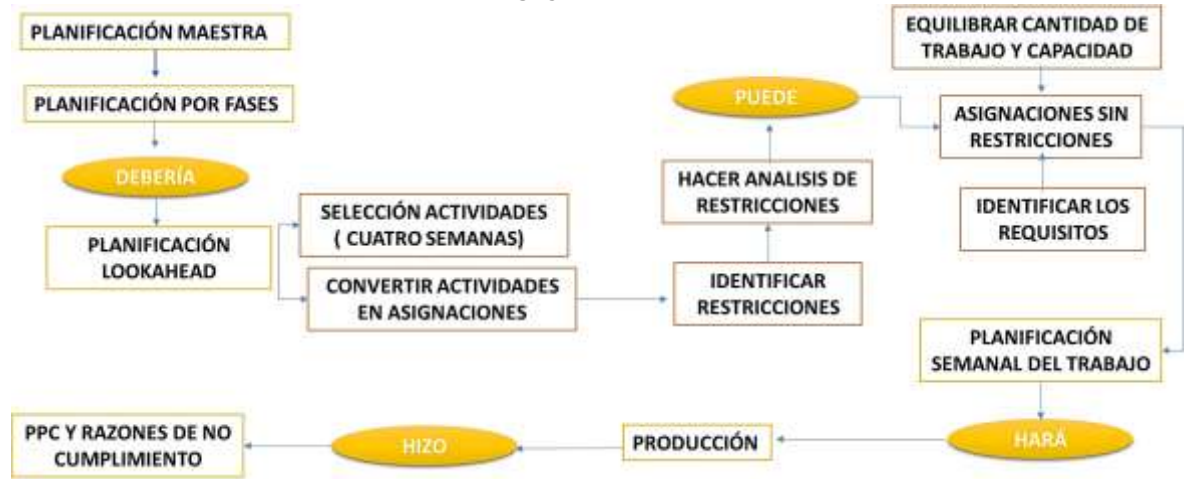 PLANIFICACIÓN MAESTRA
PLANIFICACIÓN POR FASES
DEBERÍA
PLANIFICACIÓN
LOOKAHEAD
SELECCIÓN ACTIVIDADES
( CUATRO SEMANAS)
CONVERTIR ACTIVIDADES
EN ASIGNACIONES
IDENTIFICAR
RESTRICCIONES
HACER ANALISIS DE
RESTRICCIONES
PUEDE
EQUILIBRAR CANTIDAD DE
TRABAJO Y CAPACIDAD
ASIGNACIONES SIN
RESTRICCIONES
IDENTIFICAR LOS
REQUISITOS
PLANIFICACIÓN
SEMANAL DEL TRABAJO
HARÁ
PRODUCCIÓN
HIZO
PPC Y RAZONES DE NO
CUMPLIMIENTO